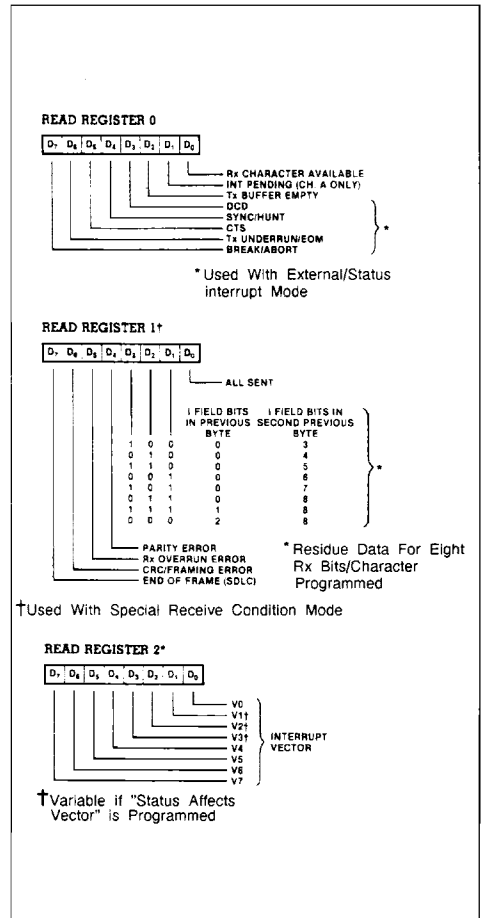 READ REGISTER 0
D7 D6 D5 D4 D3 D2 D1 D0
Rx CHARACTER AVAILABLE
INT PENDING (CH. A ONLY)
Tx BUFFER EMPTY
DCD
SYNC/HUNT
CTS
Tx UNDERRUN/EOM
BREAK/ABORT
*
*Used With External/Status
interrupt Mode
READ REGISTER 1†
D7 D6 D5 D4 D3 D2 D1 D0
ALL SENT
I FIELD BITS I FIELD BITS IN
IN PREVIOUS SECOND PREVIOUS
BYTE BYTE
1 0 0 0 3
0 1 0 0 4
1 1 0 0 5
0 0 1 0 6
1 0 1 0 7
0 1 1 0 8
1 1 1 1 8
0 0 0 2 8
*
PARITY ERROR
Rx OVERRUN ERROR
CRC/FRAMING ERROR
END OF FRAME (SDLC)
*Residue Data For Eight
Rx Bits/Character
Programmed
†Used With Special Receive Condition Mode
READ REGISTER 2*
D7 D6 D5 D4 D3 D2 D1 D0
V0
V1†
V2†
V3†
V4
V5
V6
V7
INTERRUPT
VECTOR
†Variable if "Status Affects
Vector" is Programmed